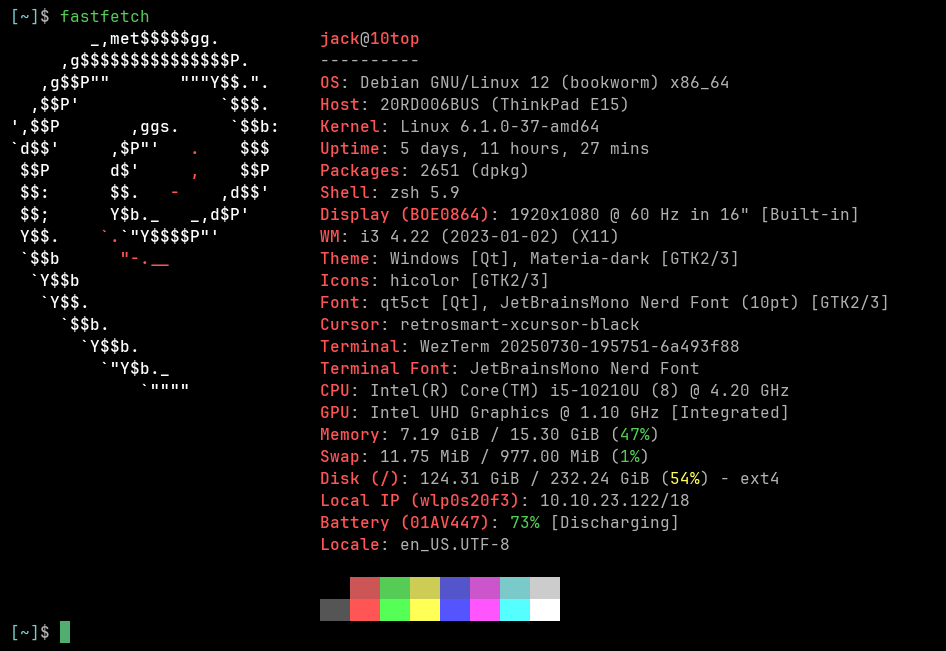 [~]$ fastfetch
        _,met$$$$$gg.          jack@10top
     ,g$$$$$$$$$$$$$$$P.       ----------
   ,g$$P""       """Y$$.".     OS: Debian GNU/Linux 12 (bookworm) x86_64
  ,$$P'              `$$$.     Host: 20RD006BUS (ThinkPad E15)
',$$P       ,ggs.     `$$b:    Kernel: Linux 6.1.0-37-amd64
`d$$'     ,$P"'   .    $$$     Uptime: 5 days, 11 hours, 27 mins
 $$P      d$'     ,    $$P     Packages: 2651 (dpkg)
 $$:      $$.   -    ,d$$'     Shell: zsh 5.9
 $$;      Y$b._   _,d$P'       Display (BOE0864): 1920x1080 @ 60 Hz in 16" [Built-in]
 Y$$.    `.`"Y$$$$P"'          WM: i3 4.22 (2023-01-02) (X11)
 `$$b      "-.__               Theme: Windows [Qt], Materia-dark [GTK2/3]
  `Y$$b                        Icons: hicolor [GTK2/3]
   `Y$$.                       Font: qt5ct [Qt], JetBrainsMono Nerd Font (10pt) [GTK2/3]
     `$$b.                     Cursor: retrosmart-xcursor-black
       `Y$$b.                  Terminal: WezTerm 20250730-195751-6a493f88
         `"Y$b._               Terminal Font: JetBrainsMono Nerd Font
             `""""             CPU: Intel(R) Core(TM) i5-10210U (8) @ 4.20 GHz
                               GPU: Intel UHD Graphics @ 1.10 GHz [Integrated]
                               Memory: 7.19 GiB / 15.30 GiB (47%)
                               Swap: 11.75 MiB / 977.00 MiB (1%)
                               Disk (/): 124.31 GiB / 232.24 GiB (54%) - ext4
                               Local IP (wlp0s20f3): 10.10.23.122/18
                               Battery (01AV447): 73% [Discharging]
                               Locale: en_US.UTF-8
[~]$